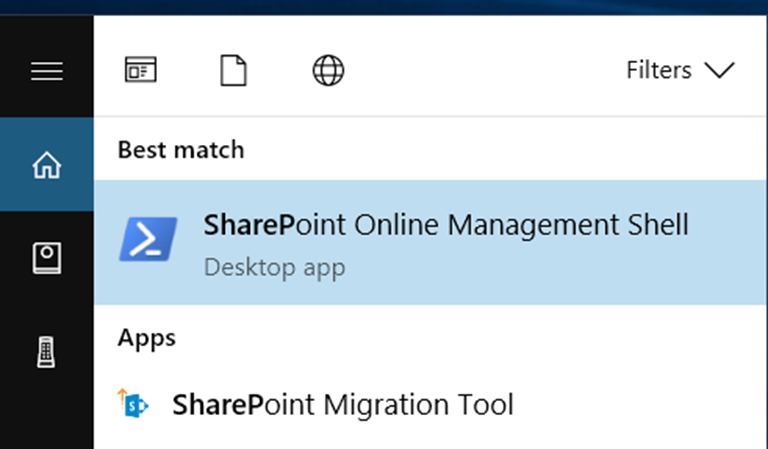 Filters
Best match
SharePoint Online Management Shell
Desktop app
Apps
SharePoint Migration Tool